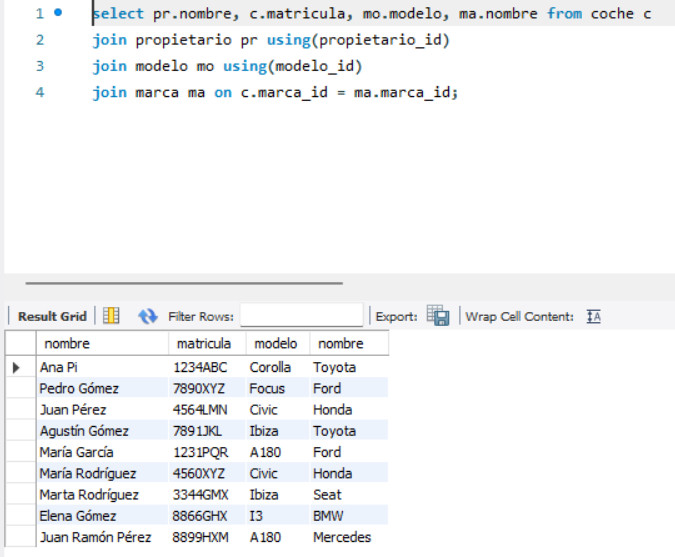 1 select pr.nombre, c.matricula, mo.modelo, ma.nombre from coche c
2 join propietario pr using(propietario_id)
3 join modelo mo using(modelo_id)
4 join marca ma on c.marca_id = ma.marca_id;
Result Grid Filter Rows: Export: Wrap Cell Content:
nombre matricula modelo nombre
Ana Pi 1234ABC Corolla Toyota
Pedro Gómez 7890XYZ Focus Ford
Juan Pérez 4564LMN Civic Honda
Agustín Gómez 7891JKL Ibiza Toyota
María García 1231PQR A180 Ford
María Rodríguez 4560XYZ Civic Honda
Marta Rodríguez 3344GMX Ibiza Seat
Elena Gómez 8866GHX I3 BMW
Juan Ramón Pérez 8899HXM A180 Mercedes